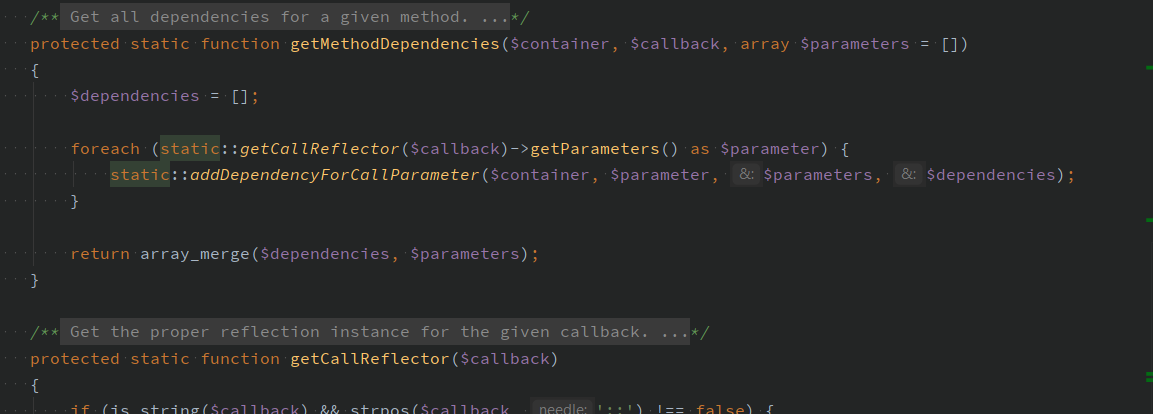 /** Get all dependencies for a given method. ...*/
protected static function getMethodDependencies($container, $callback, array $parameters = [])
{
$dependencies = [];
foreach (static::getCallReflector($callback)->getParameters() as $parameter) {
static::addDependencyForCallParameter($container, $parameter, &: $parameters, &: $dependencies);
}
return array_merge($dependencies, $parameters);
}
/** Get the proper reflection instance for the given callback. ...*/
protected static function getCallReflector($callback)
{
if (is_string($callback) && strpos($callback, needle: '::') !== false) {